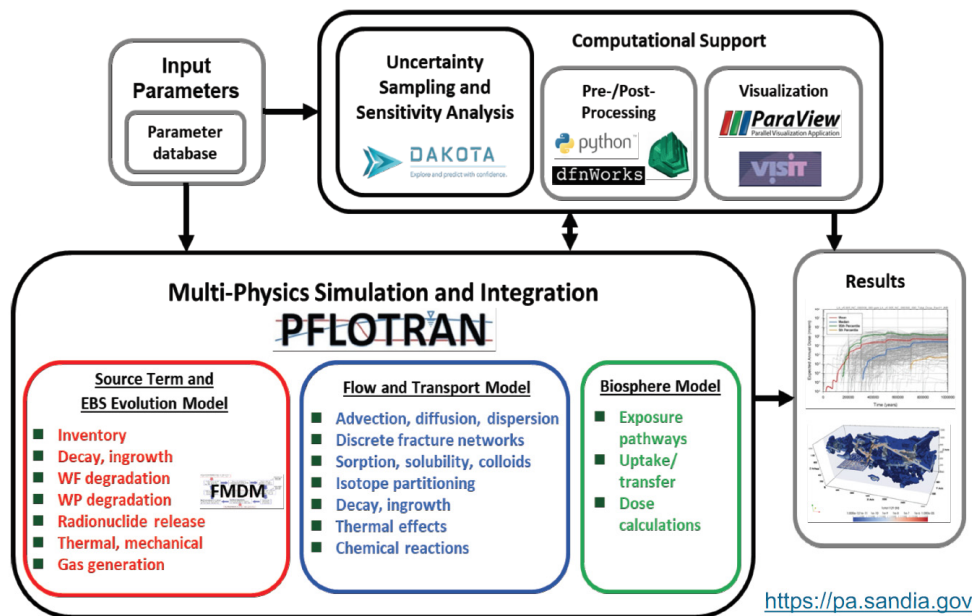 Input
Parameters
Parameter
database
Computational Support
Uncertainty
Sampling and
Sensitivity Analysis
DAKOTA
Explore and predict with confidence.
Pre-/Post-
Processing
python
dfnWorks
Visualization
ParaView
Parallel Visualization Application
VisIt
Multi-Physics Simulation and Integration
PFLOTRAN
Source Term and
EBS Evolution Model
Inventory
Decay, ingrowth
WF degradation
WP degradation
Radionuclide release
Thermal, mechanical
Gas generation
FMDM
Flow and Transport Model
Advection, diffusion, dispersion
Discrete fracture networks
Sorption, solubility, colloids
Isotope partitioning
Decay, ingrowth
Thermal effects
Chemical reactions
Biosphere Model
Exposure
pathways
Uptake/
transfer
Dose
calculations
Results
Time (years)
https://pa.sandia.gov